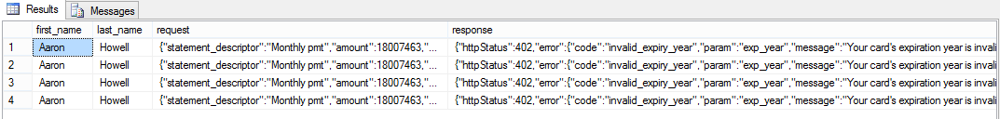 Results Messages
first_name last_name request response
1 Aaron Howell {"statement_descriptor":"Monthly pmt","amount":18007463,"... {"httpStatus":402,"error":{"code":"invalid_expiry_year","param":"exp_year","message":"Your card's expiration year is invali
2 Aaron Howell {"statement_descriptor":"Monthly pmt","amount":18007463,"... {"httpStatus":402,"error":{"code":"invalid_expiry_year","param":"exp_year","message":"Your card's expiration year is invali
3 Aaron Howell {"statement_descriptor":"Monthly pmt","amount":18007463,"... {"httpStatus":402,"error":{"code":"invalid_expiry_year","param":"exp_year","message":"Your card's expiration year is invali
4 Aaron Howell {"statement_descriptor":"Monthly pmt","amount":18007463,"... {"httpStatus":402,"error":{"code":"invalid_expiry_year","param":"exp_year","message":"Your card's expiration year is invali